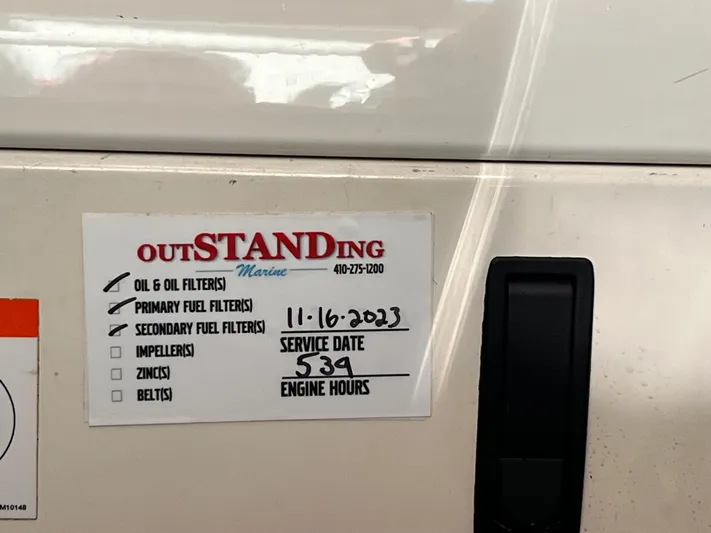 OUTSTANDING
Marine
410-275-1200
OIL & OIL FILTER(S)
PRIMARY FUEL FILTER(S)
SECONDARY FUEL FILTER(S)
IMPELLER(S)
ZINC(S)
BELT(S)
11-16-2023
SERVICE DATE
539
ENGINE HOURS
M10148